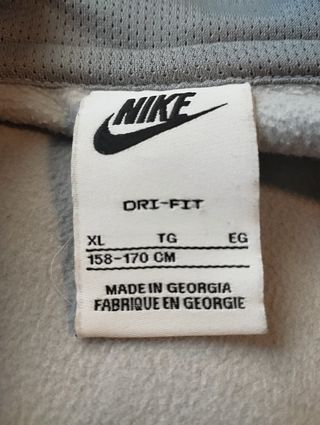 NIKE
DRI-FIT
XL TG EG
158-170 CM
MADE IN GEORGIA
FABRIQUE EN GEORGIE